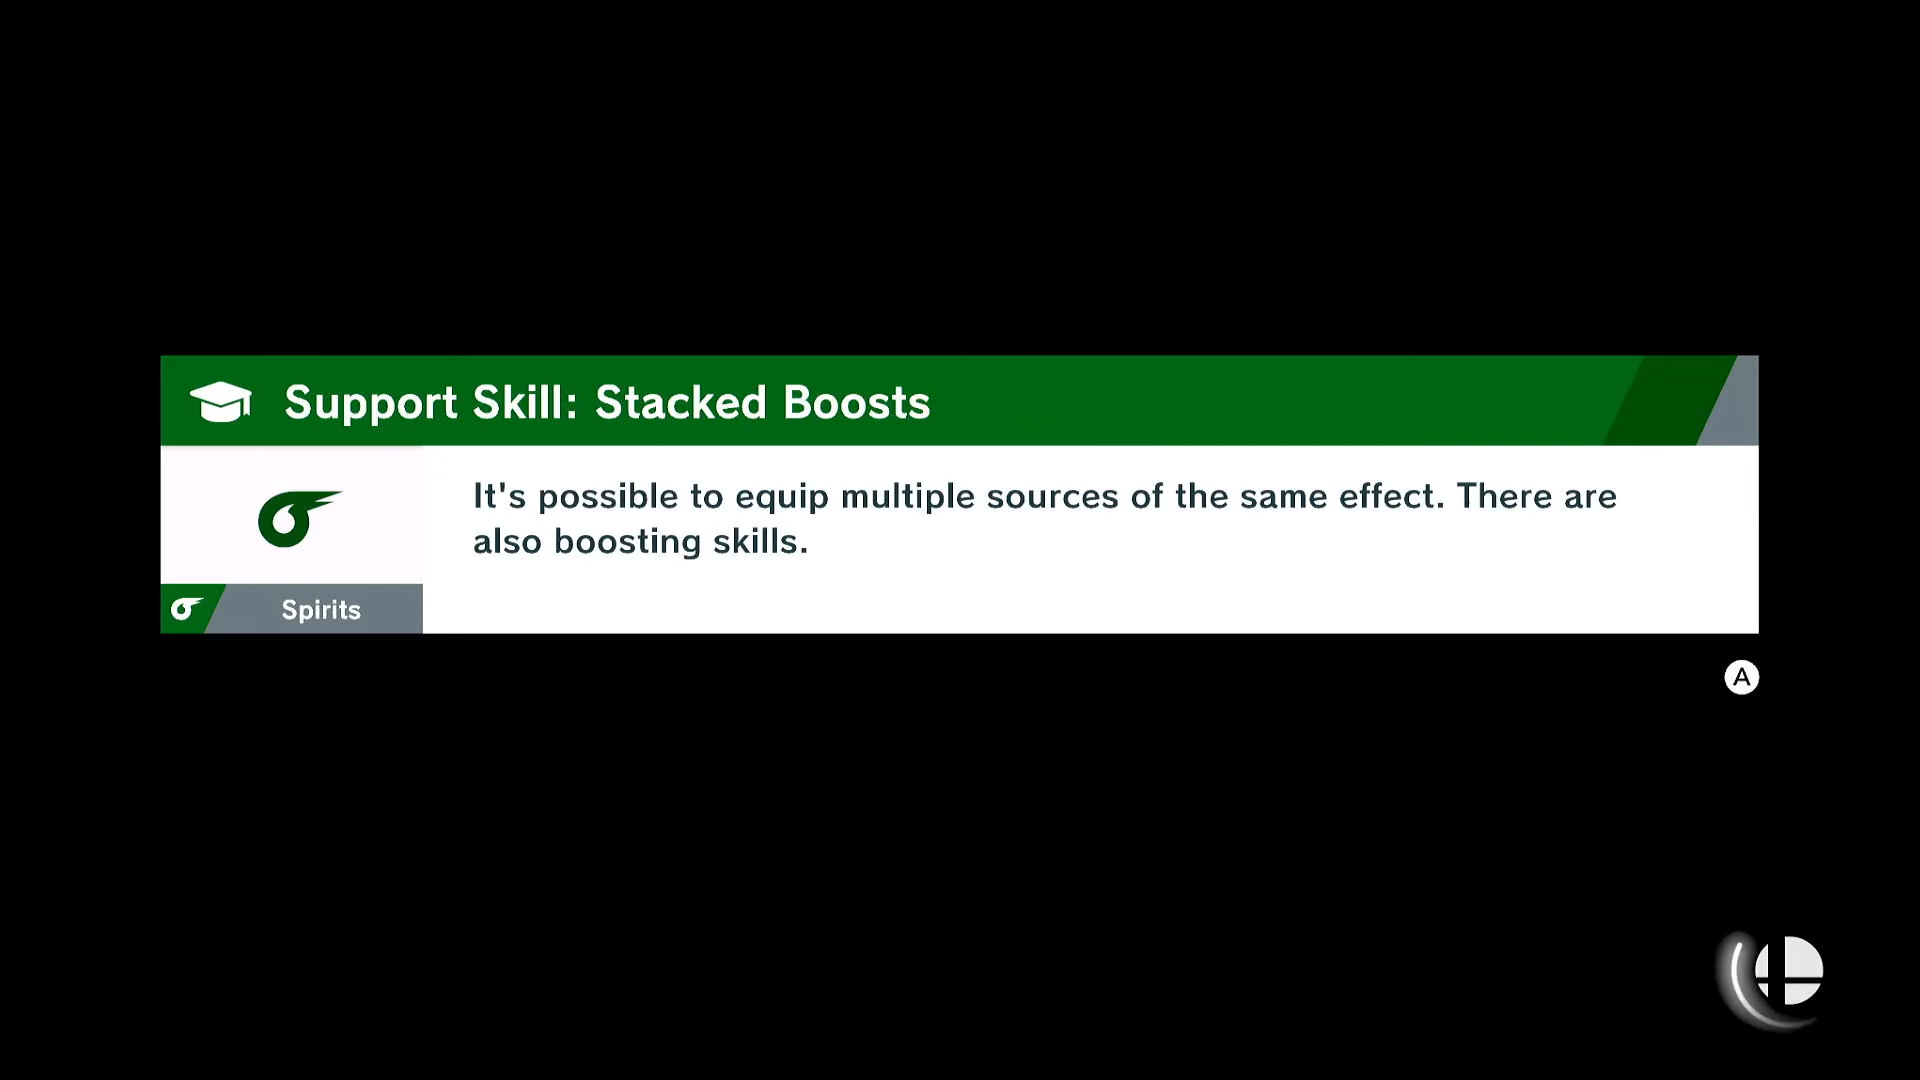 Support Skill: Stacked Boosts
It's possible to equip multiple sources of the same effect. There are
also boosting skills.
Spirits
A